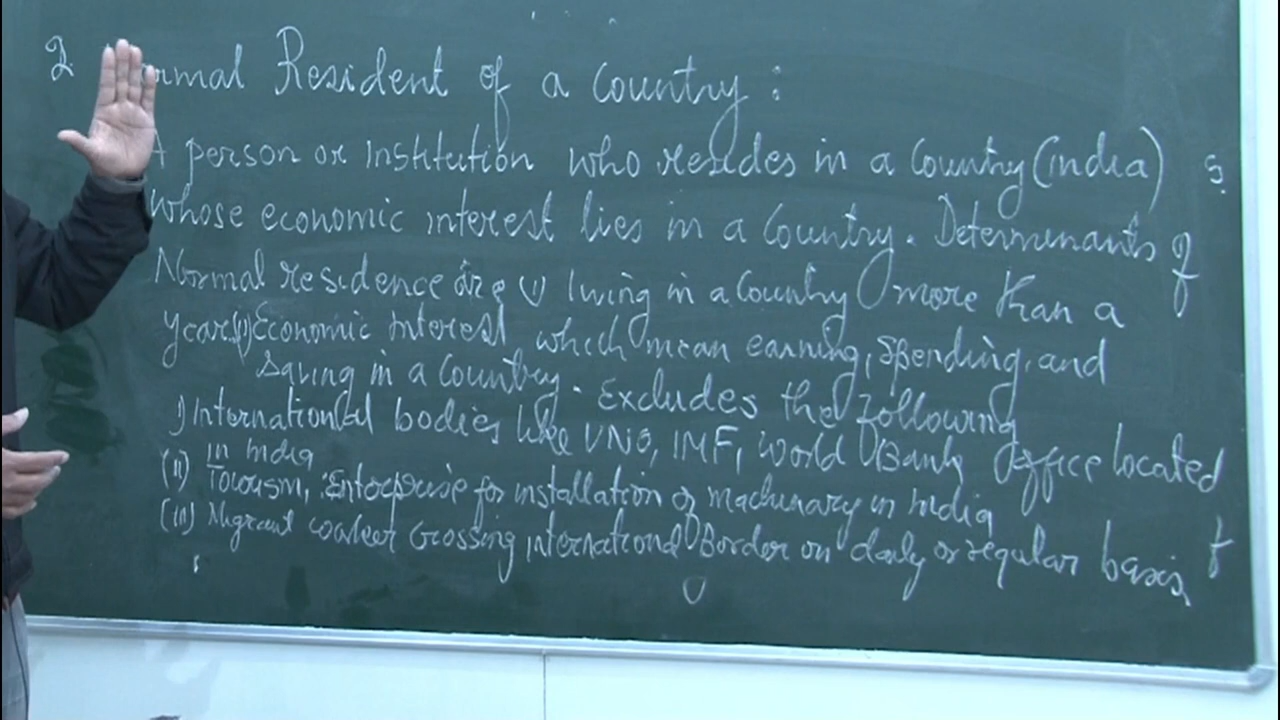 2. rmal Resident of a Country :
A person or institution who resides in a Country (india) 5.
Whose economic interest lies in a Country. Determinants of
Normal residence are (i) living in a Country more than a
year (ii) Economic interest which mean earning, spending, and
Saving in a Country. Excludes the following
i) International bodies like UNO, IMF, World Bank office located
in India
(ii) Tourism, Enterprise for installation of machinary in india
(iii) Migrant worker crossing international Border on daily or regular basis